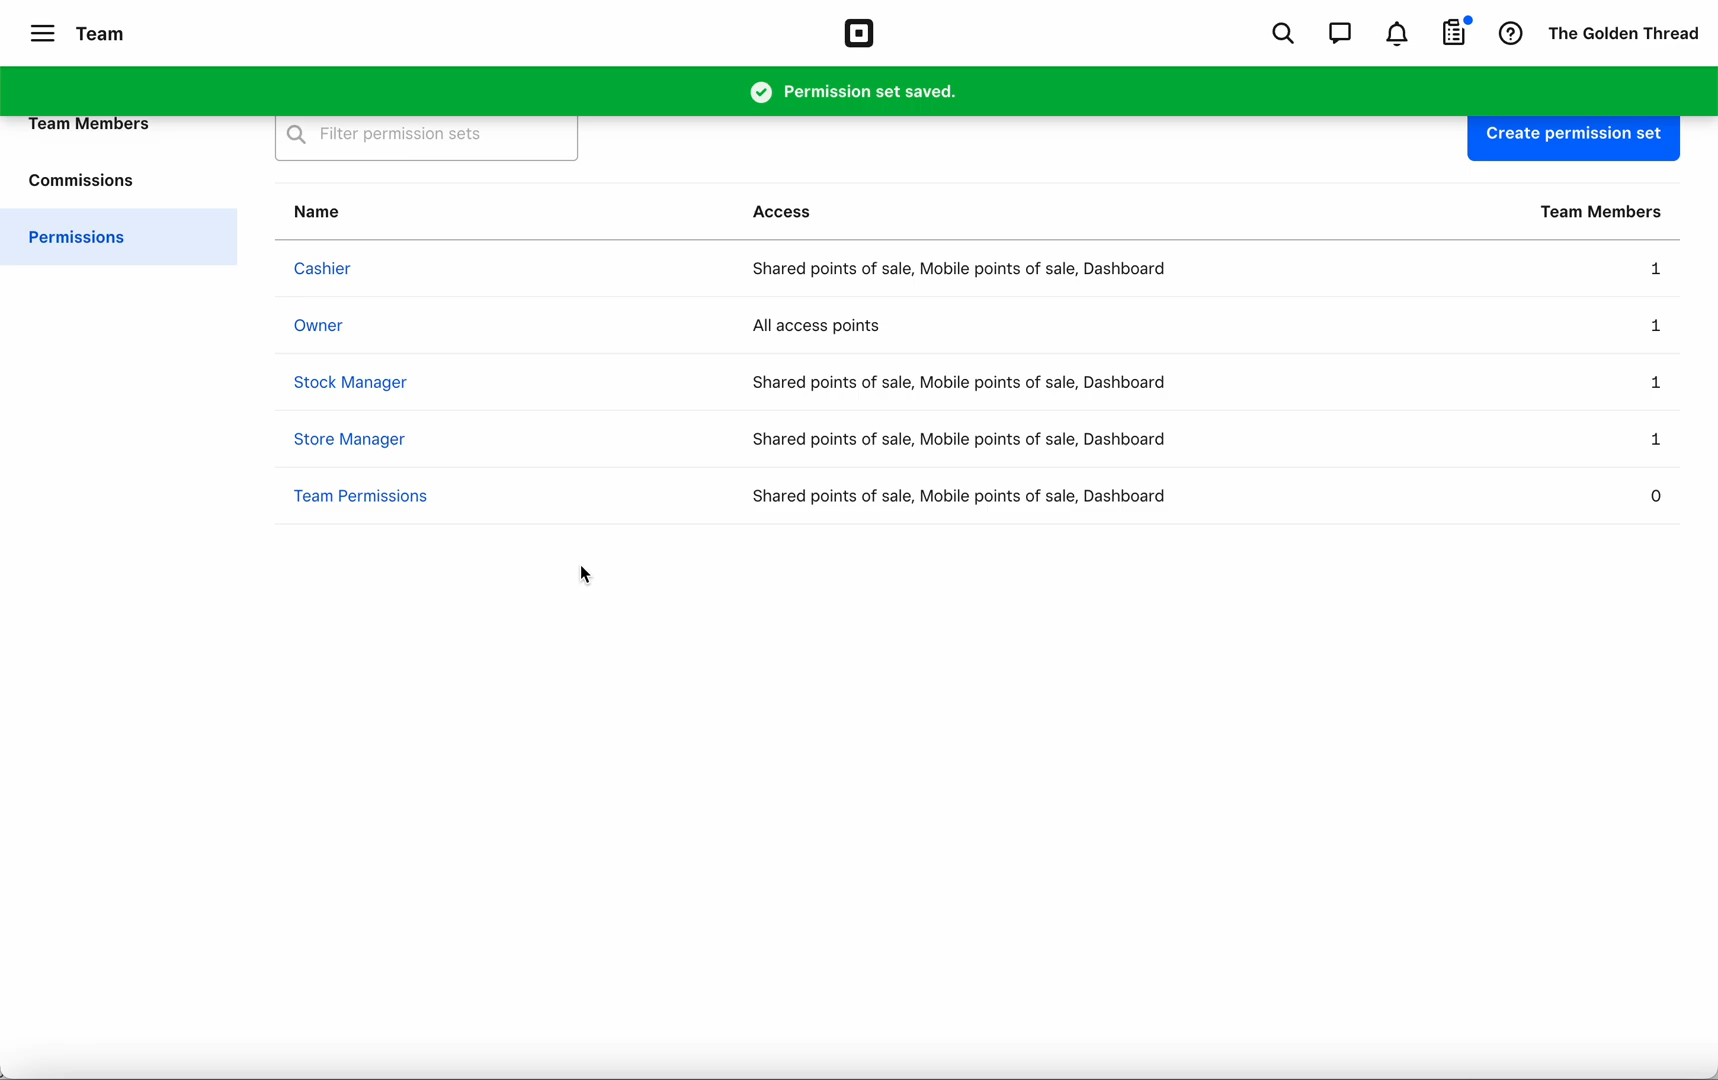 Team
The Golden Thread
Permission set saved.
Team Members
Commissions
Permissions
Filter permission sets
Create permission set
Name Access Team Members
Cashier Shared points of sale, Mobile points of sale, Dashboard 1
Owner All access points 1
Stock Manager Shared points of sale, Mobile points of sale, Dashboard 1
Store Manager Shared points of sale, Mobile points of sale, Dashboard 1
Team Permissions Shared points of sale, Mobile points of sale, Dashboard 0